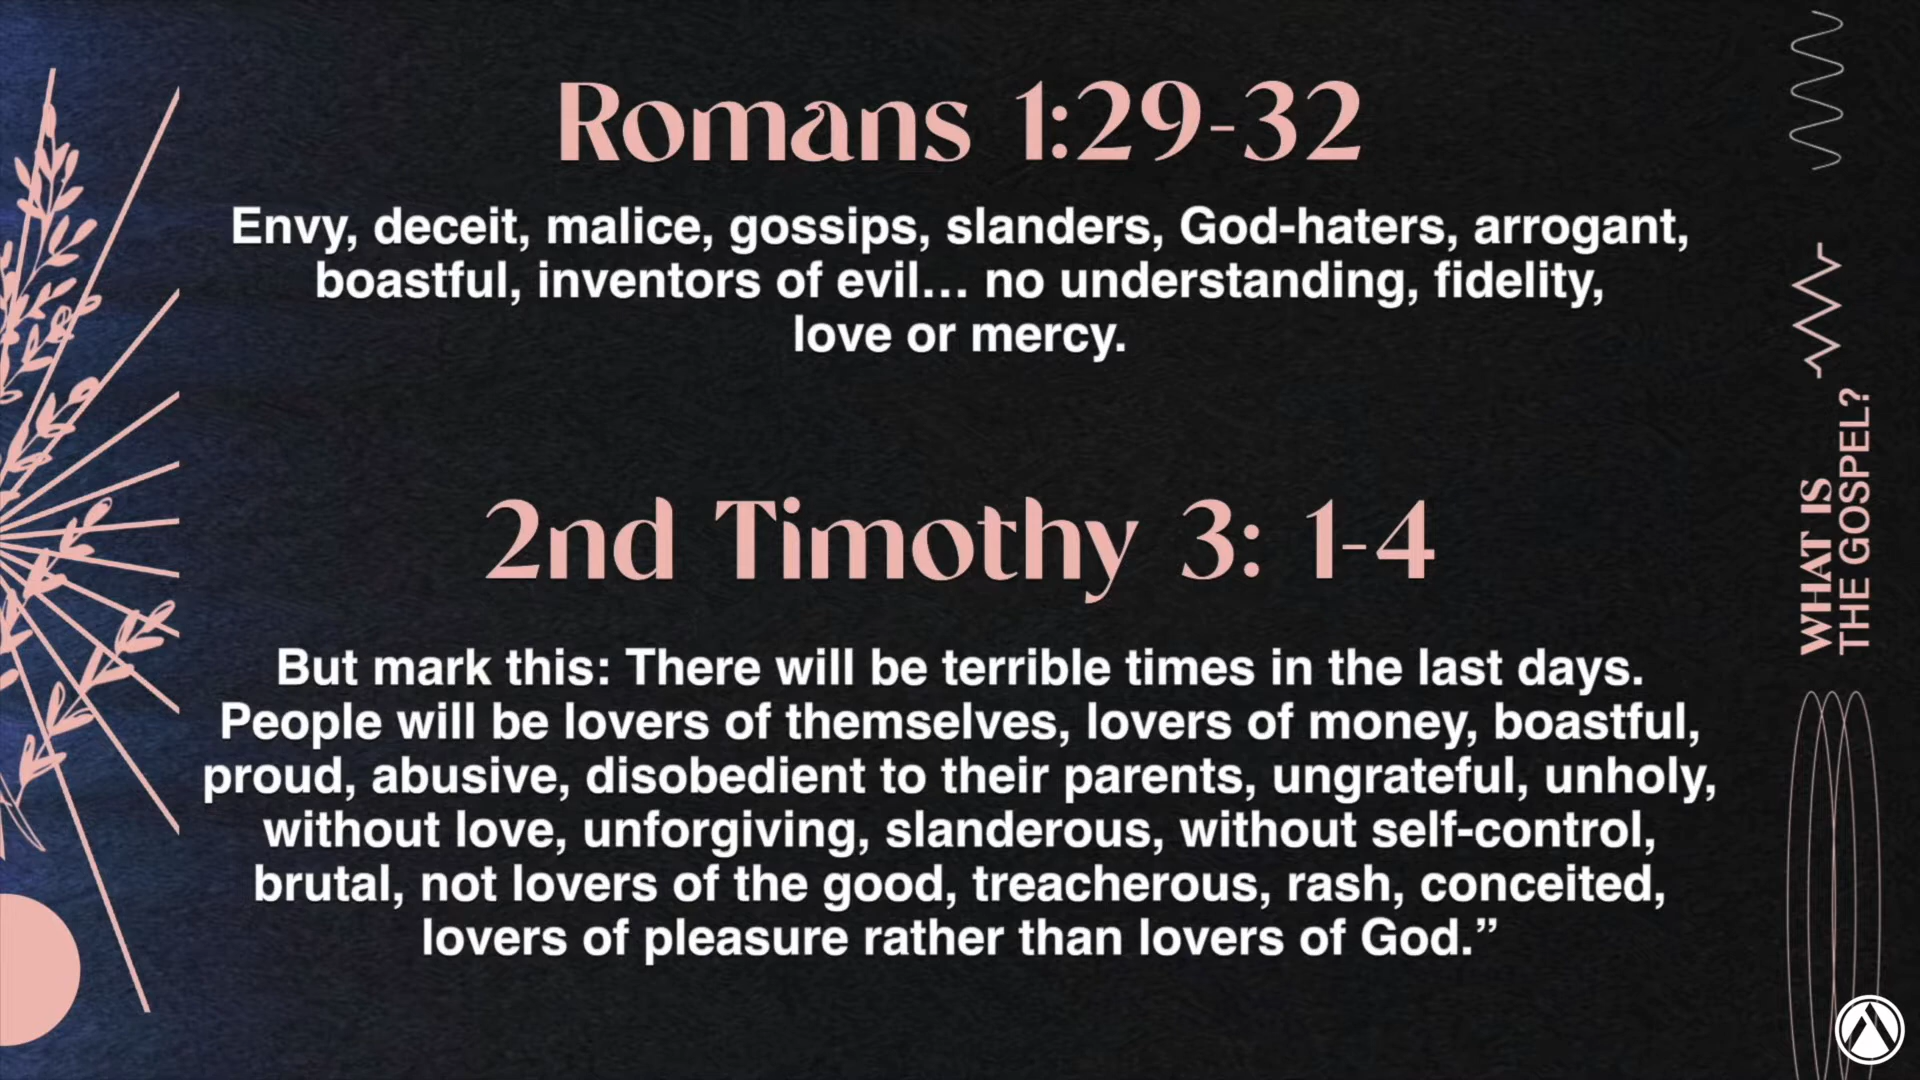 Romans 1:29-32
Envy, deceit, malice, gossips, slanders, God-haters, arrogant,
boastful, inventors of evil... no understanding, fidelity,
love or mercy.
2nd Timothy 3: 1-4
But mark this: There will be terrible times in the last days.
People will be lovers of themselves, lovers of money, boastful,
proud, abusive, disobedient to their parents, ungrateful, unholy,
without love, unforgiving, slanderous, without self-control,
brutal, not lovers of the good, treacherous, rash, conceited,
lovers of pleasure rather than lovers of God.”
WHAT IS
THE GOSPEL?